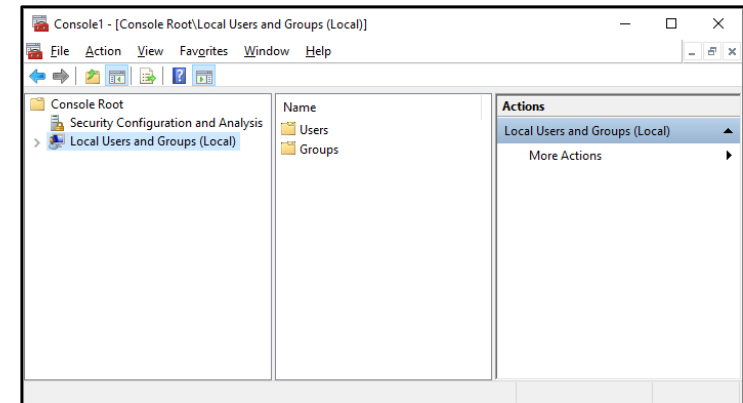 Console1 - [Console Root\Local Users and Groups (Local)]
File Action View Favorites Window Help
Console Root
Security Configuration and Analysis
Local Users and Groups (Local)
Name
Users
Groups
Actions
Local Users and Groups (Local)
More Actions